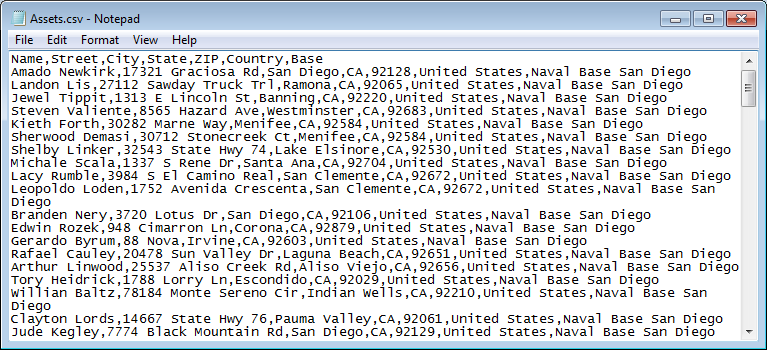 Assets.csv - Notepad
File Edit Format View Help
Name,Street,City,State,ZIP,Country,Base
Amado Newkirk,17321 Graciosa Rd,San Diego,CA,92128,United States,Naval Base San Diego
Landon Lis,27112 Sawday Truck Trl,Ramona,CA,92065,United States,Naval Base San Diego
Jewel Tippit,1313 E Lincoln St,Banning,CA,92220,United States,Naval Base San Diego
Steven Valiente,8565 Hazard Ave,Westminster,CA,92683,United States,Naval Base San Diego
Kieth Forth,30282 Marne Way,Menifee,CA,92584,United States,Naval Base San Diego
Sherwood Demasi,30712 Stonecreek Ct,Menifee,CA,92584,United States,Naval Base San Diego
Shelby Linker,32543 State Hwy 74,Lake Elsinore,CA,92530,United States,Naval Base San Diego
Michale Scala,1337 S Rene Dr,Santa Ana,CA,92704,United States,Naval Base San Diego
Lacy Rumble,3984 S El Camino Real,San Clemente,CA,92672,United States,Naval Base San Diego
Leopoldo Loden,1752 Avenida Crescenta,San Clemente,CA,92672,United States,Naval Base San
Diego
Branden Nery,3720 Lotus Dr,San Diego,CA,92106,United States,Naval Base San Diego
Edwin Rozek,948 Cimarron Ln,Corona,CA,92879,United States,Naval Base San Diego
Gerardo Byrum,88 Nova,Irvine,CA,92603,United States,Naval Base San Diego
Rafael Cauley,20478 Sun Valley Dr,Laguna Beach,CA,92651,United States,Naval Base San Diego
Arthur Linwood,25537 Aliso Creek Rd,Aliso Viejo,CA,92656,United States,Naval Base San Diego
Tory Heidrick,1788 Lorry Ln,Escondido,CA,92029,United States,Naval Base San Diego
Willian Baltz,78184 Monte Sereno Cir,Indian Wells,CA,92210,United States,Naval Base San
Diego
Clayton Lords,14667 State Hwy 76,Pauma Valley,CA,92061,United States,Naval Base San Diego
Jude Kegley,7774 Black Mountain Rd,San Diego,CA,92129,United States,Naval Base San Diego